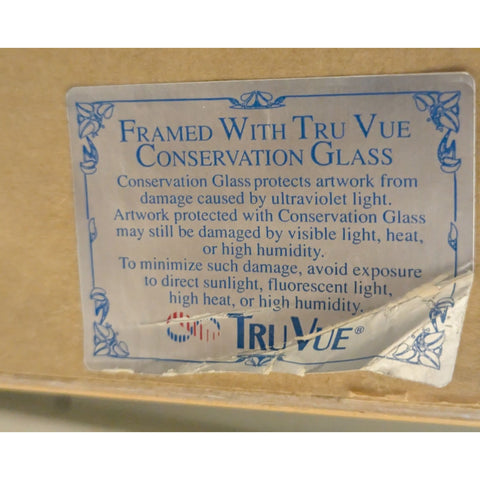 FRAMED WITH TRU VUE
CONSERVATION GLASS
Conservation Glass protects artwork from
damage caused by ultraviolet light.
Artwork protected with Conservation Glass
may still be damaged by visible light, heat,
or high humidity.
To minimize such damage, avoid exposure
to direct sunlight, fluorescent light,
high heat, or high humidity.
TRU VUE®